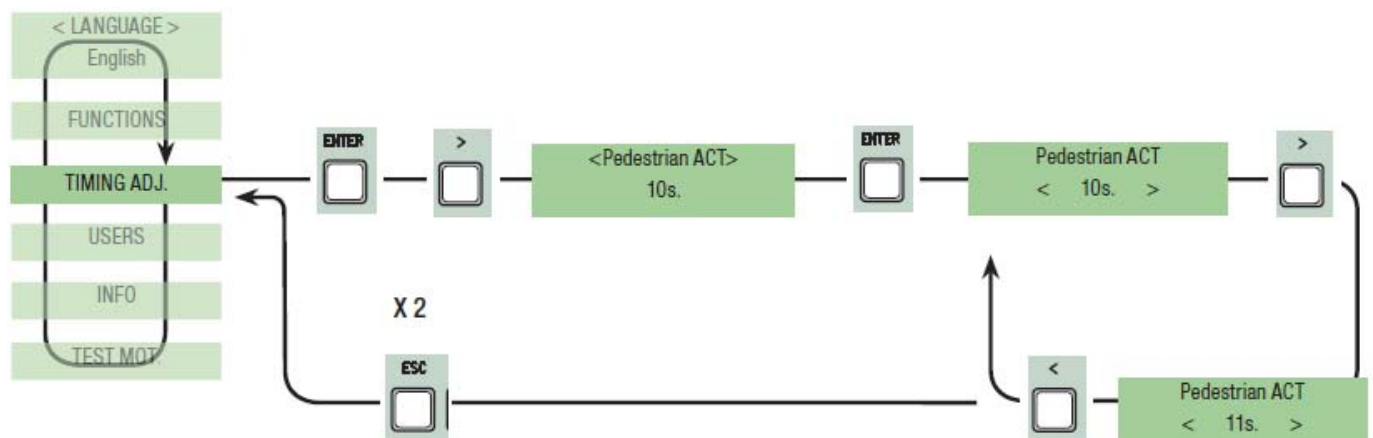 < LANGUAGE >
English
FUNCTIONS
TIMING ADJ.
USERS
INFO
TEST MOT.
ENTER
>
<Pedestrian ACT>
10s.
ENTER
Pedestrian ACT
< 10s. >
>
X 2
ESC
<
Pedestrian ACT
< 11s. >